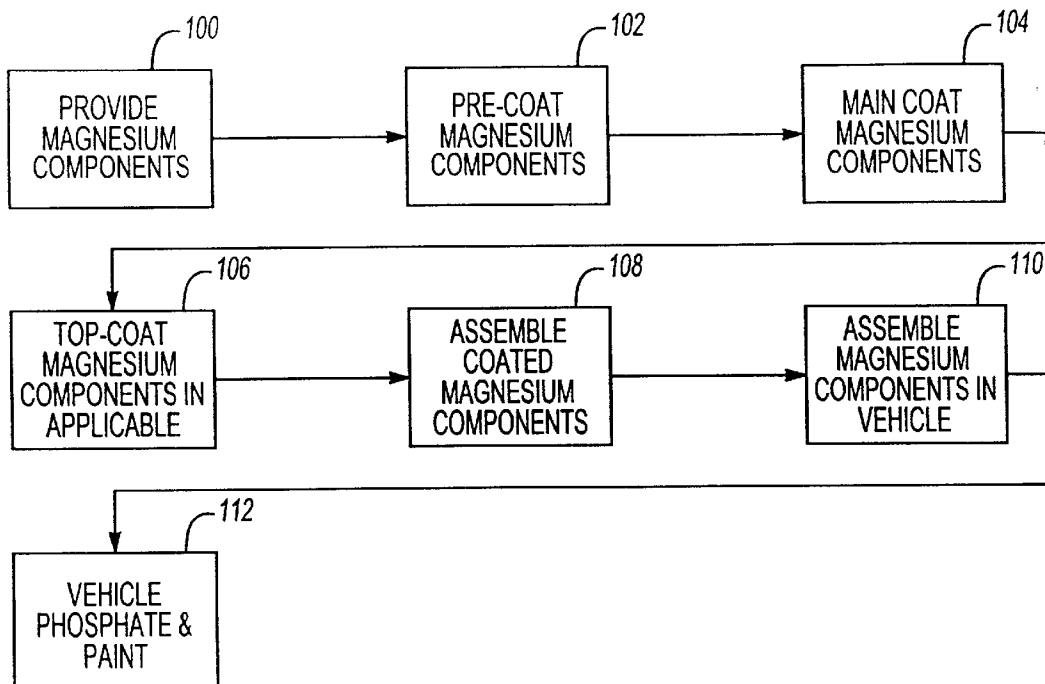 100
PROVIDE
MAGNESIUM
COMPONENTS
102
PRE-COAT
MAGNESIUM
COMPONENTS
104
MAIN COAT
MAGNESIUM
COMPONENTS
106
TOP-COAT
MAGNESIUM
COMPONENTS IN
APPLICABLE
108
ASSEMBLE
COATED
MAGNESIUM
COMPONENTS
110
ASSEMBLE
MAGNESIUM
COMPONENTS IN
VEHICLE
112
VEHICLE
PHOSPHATE &
PAINT